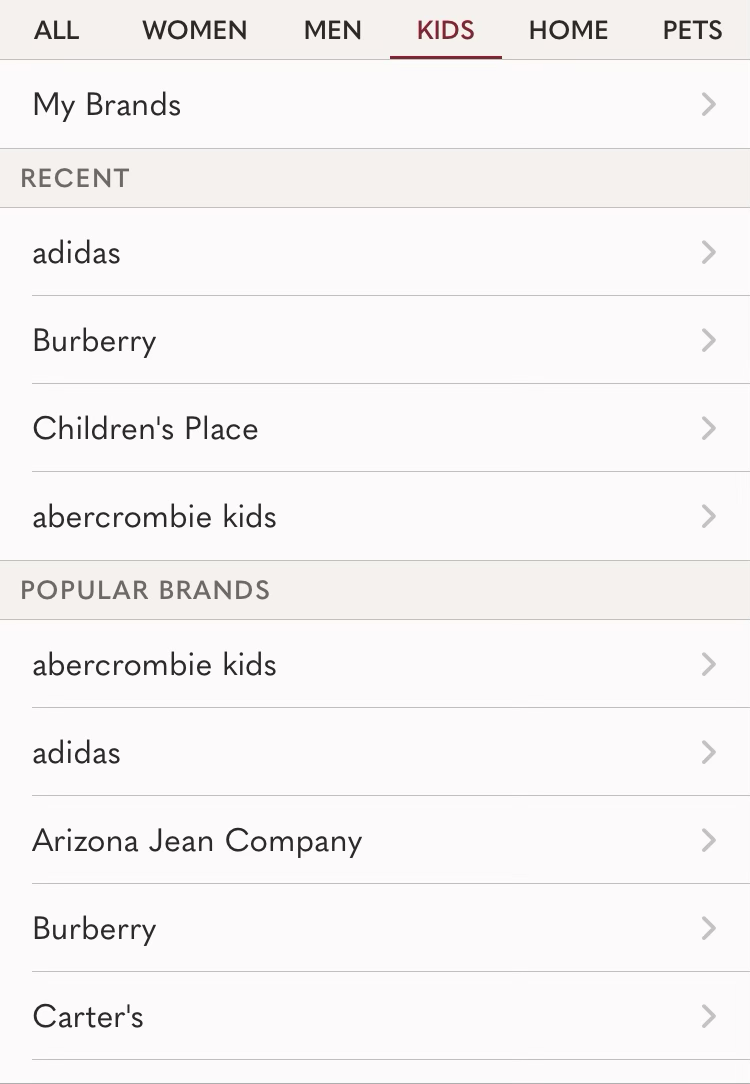 ALL WOMEN MEN KIDS HOME PETS
My Brands
RECENT
adidas
Burberry
Children's Place
abercrombie kids
POPULAR BRANDS
abercrombie kids
adidas
Arizona Jean Company
Burberry
Carter's